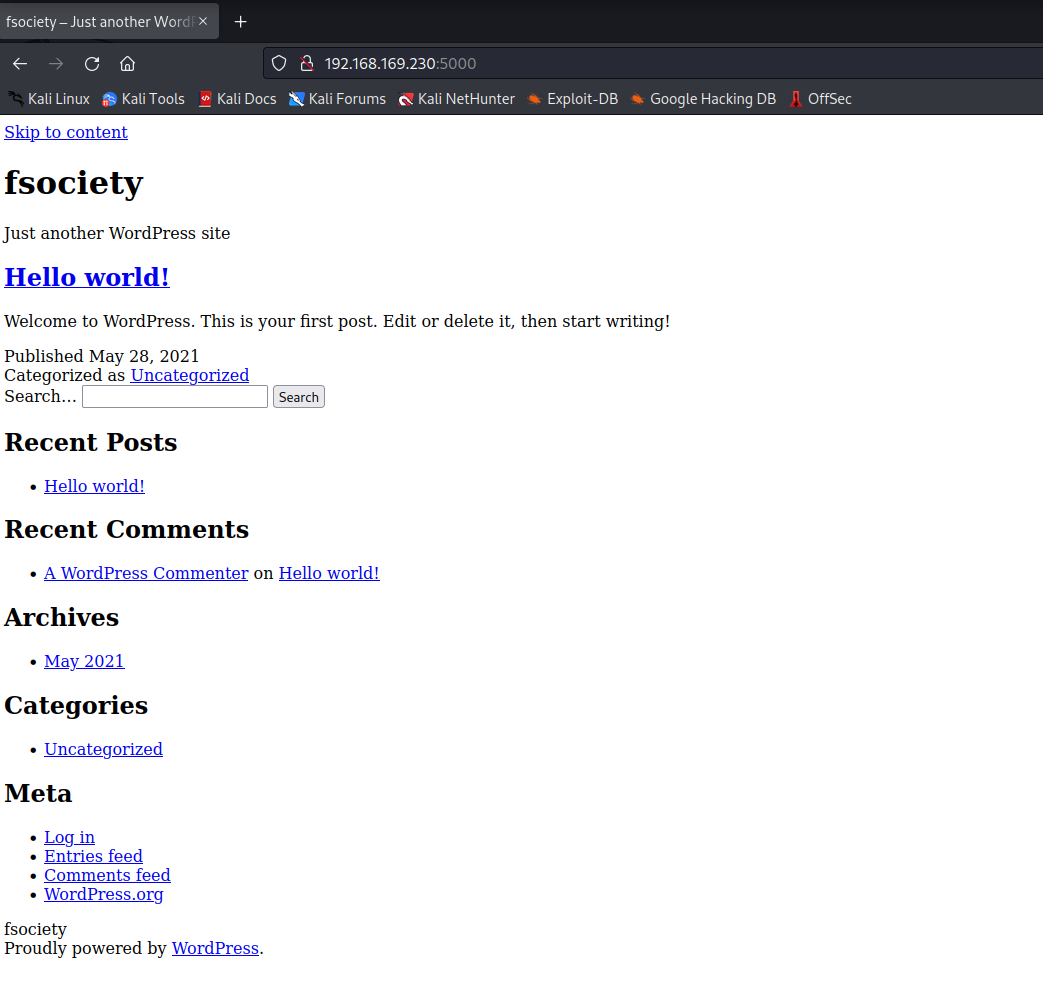 fsociety – Just another WordP
192.168.169.230:5000
Kali Linux Kali Tools Kali Docs Kali Forums Kali NetHunter Exploit-DB Google Hacking DB OffSec
Skip to content
fsociety
Just another WordPress site
Hello world!
Welcome to WordPress. This is your first post. Edit or delete it, then start writing!
Published May 28, 2021
Categorized as Uncategorized
Search… Search
Recent Posts
Hello world!
Recent Comments
A WordPress Commenter on Hello world!
Archives
May 2021
Categories
Uncategorized
Meta
Log in
Entries feed
Comments feed
WordPress.org
fsociety
Proudly powered by WordPress.